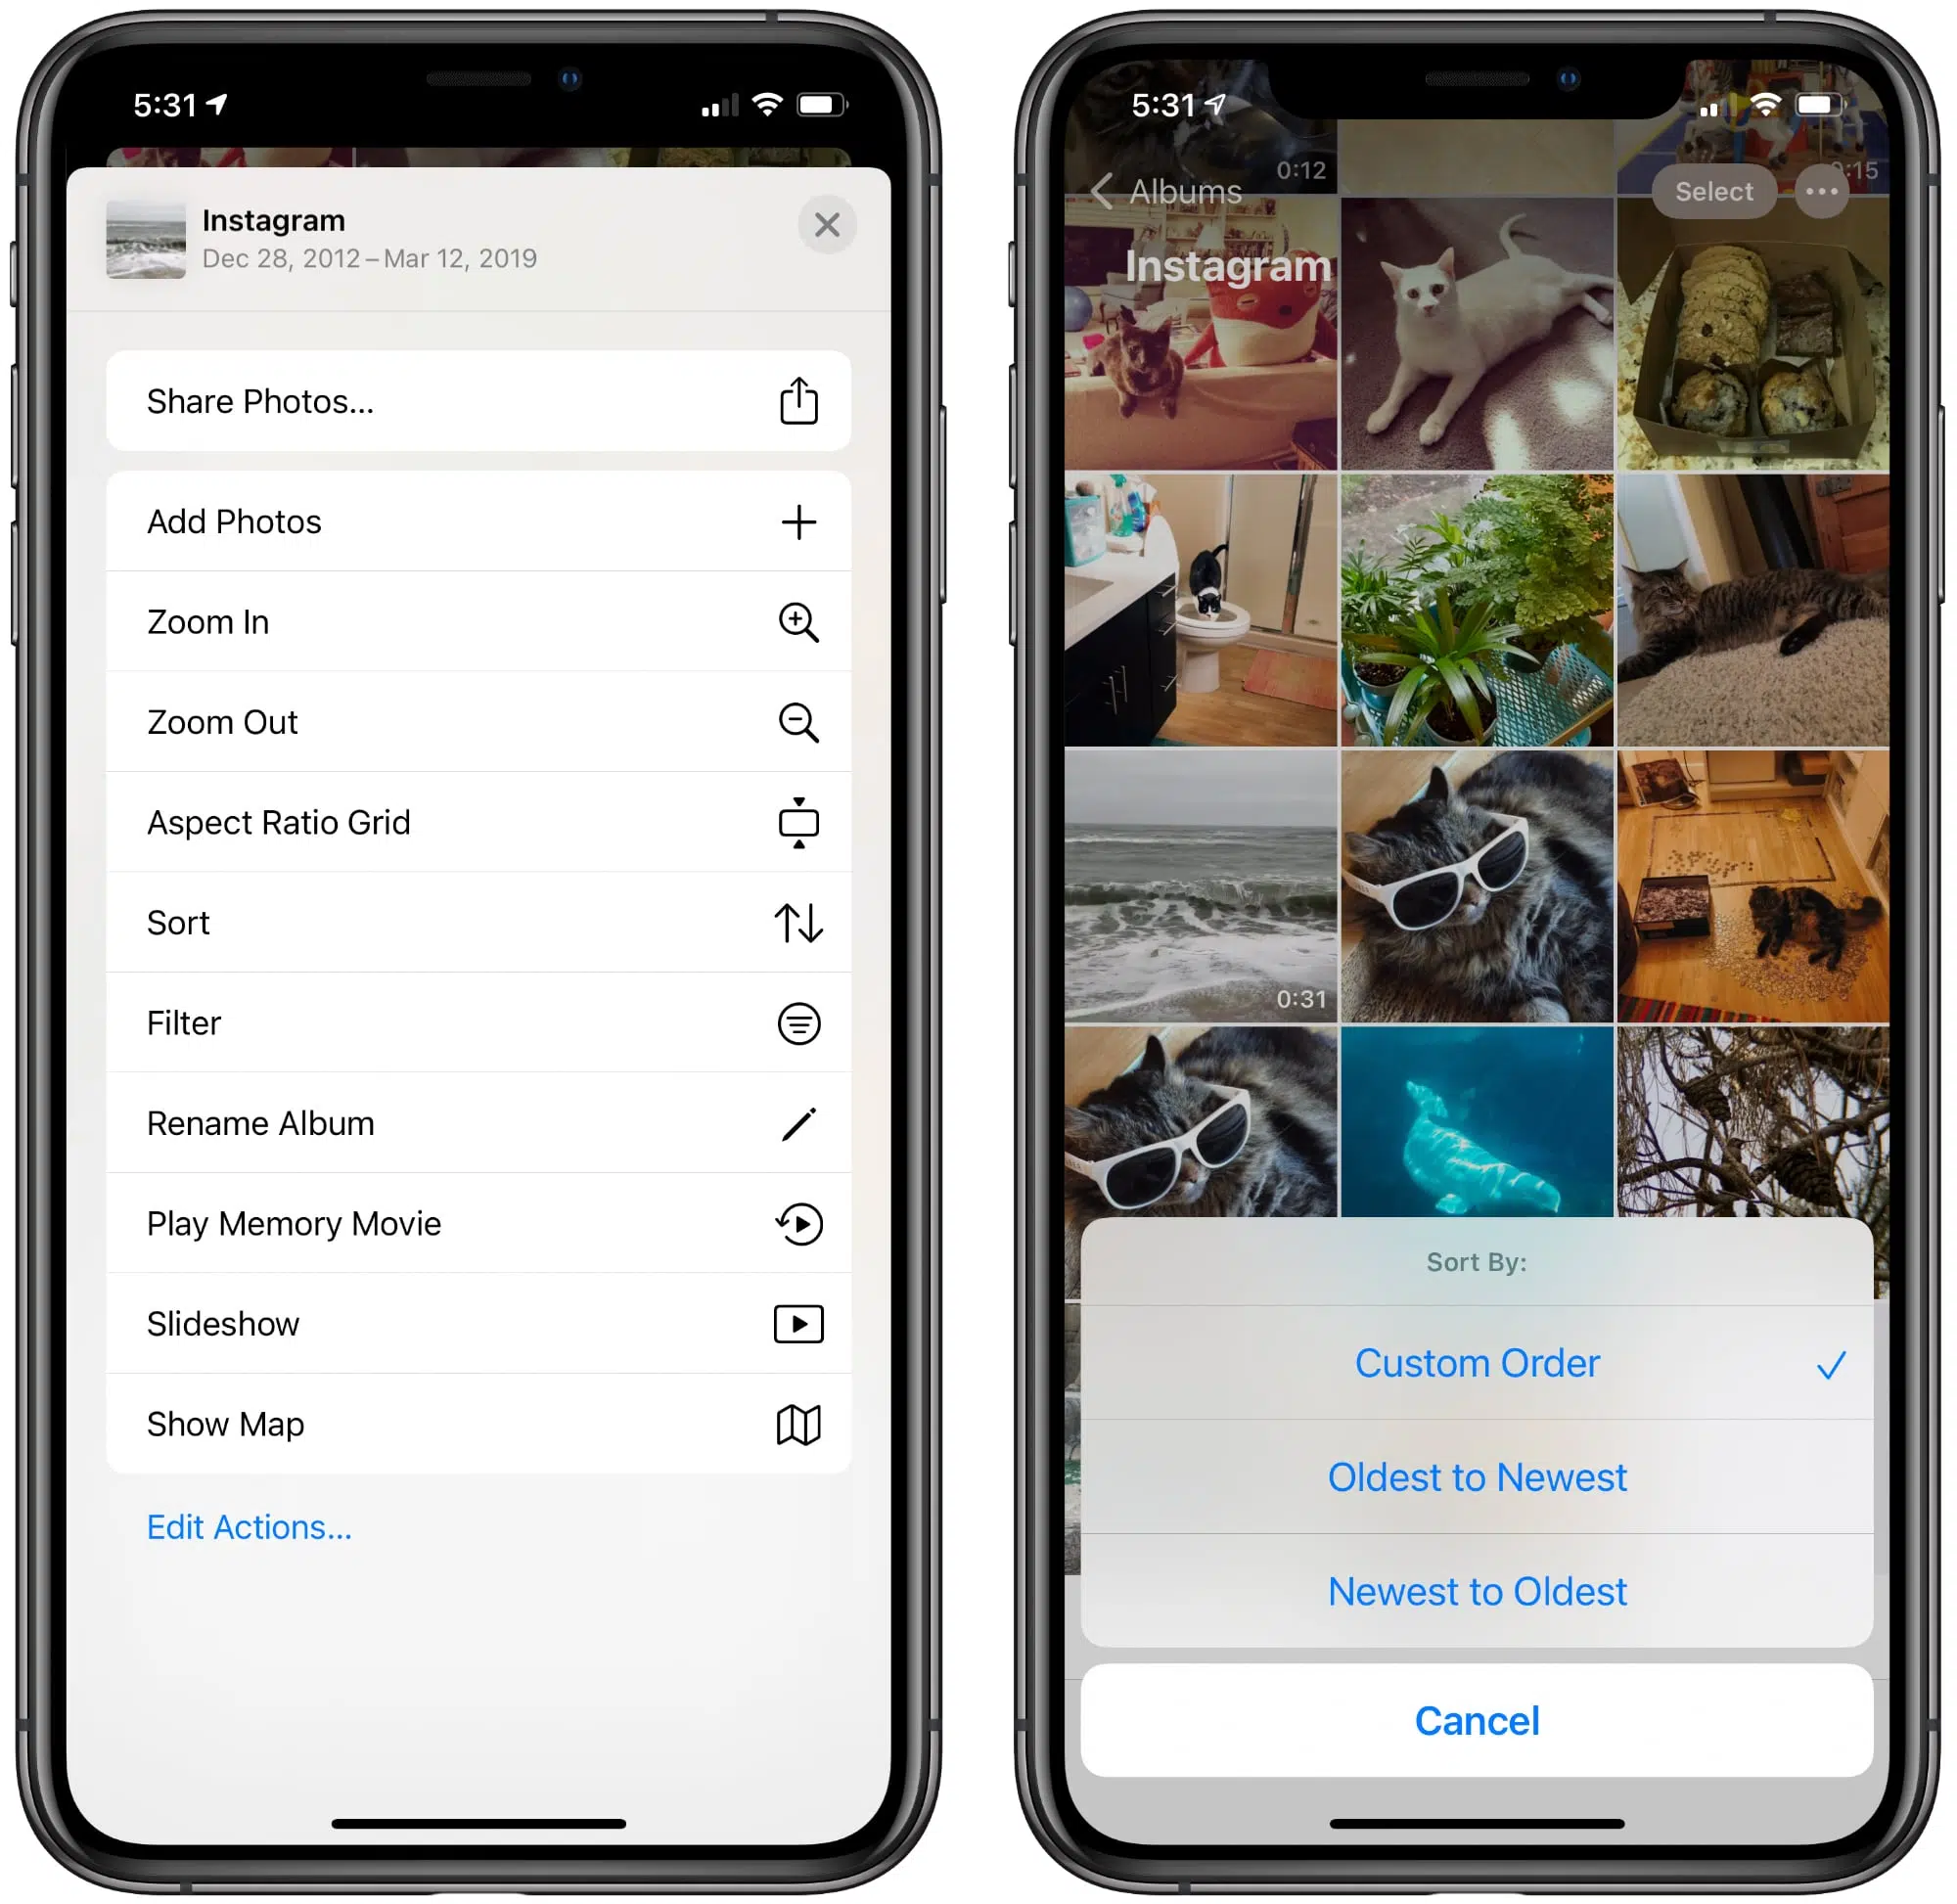 5:31
Instagram
Dec 28, 2012 – Mar 12, 2019
Share Photos...
Add Photos
Zoom In
Zoom Out
Aspect Ratio Grid
Sort
Filter
Rename Album
Play Memory Movie
Slideshow
Show Map
Edit Actions...
5:31
0:12
:15
Albums
Select
Instagram
0:31
Sort By:
Custom Order
Oldest to Newest
Newest to Oldest
Cancel